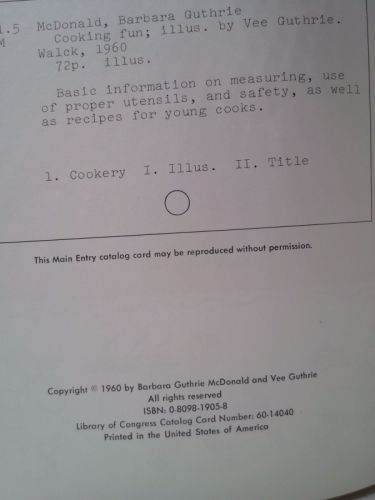 1.5 McDonald, Barbara Guthrie
M Cooking fun; illus. by Vee Guthrie.
Walck, 1960
72p. illus.
Basic information on measuring, use
of proper utensils, and safety, as well
as recipes for young cooks.
1. Cookery I. Illus. II. Title
This Main Entry catalog card may be reproduced without permission.
Copyright © 1960 by Barbara Guthrie McDonald and Vee Guthrie
All rights reserved
ISBN: 0-8098-1905-8
Library of Congress Catalog Card Number: 60-14040
Printed in the United States of America